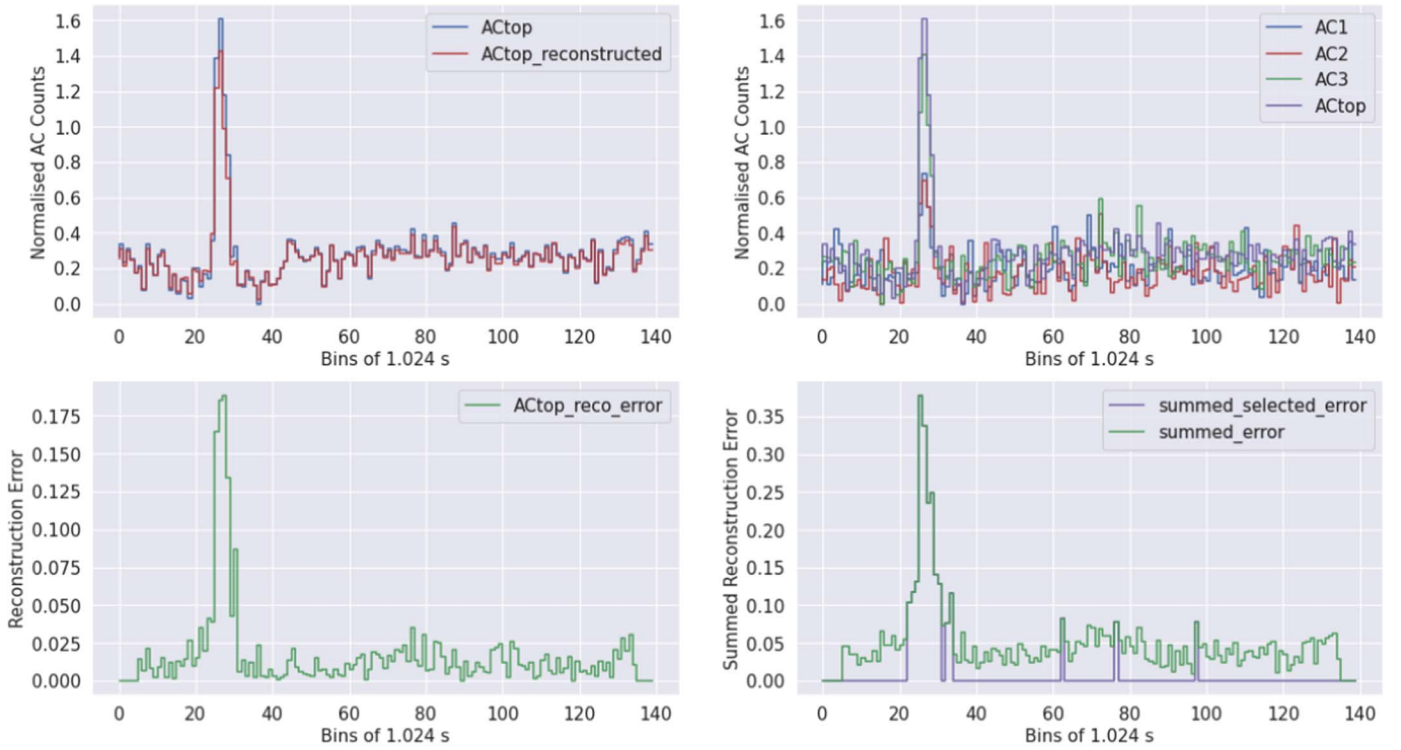 Normalised AC Counts
1.6
1.4
1.2
1.0
0.8
0.6
0.4
0.2
0.0
ACtop
ACtop_reconstructed
0 20 40 60 80 100 120 140
Bins of 1.024 s
Normalised AC Counts
1.6
1.4
1.2
1.0
0.8
0.6
0.4
0.2
0.0
AC1
AC2
AC3
ACtop
0 20 40 60 80 100 120 140
Bins of 1.024 s
Reconstruction Error
0.175
0.150
0.125
0.100
0.075
0.050
0.025
0.000
ACtop_reco_error
0 20 40 60 80 100 120 140
Bins of 1.024 s
Summed Reconstruction Error
0.35
0.30
0.25
0.20
0.15
0.10
0.05
0.00
summed_selected_error
summed_error
0 20 40 60 80 100 120 140
Bins of 1.024 s